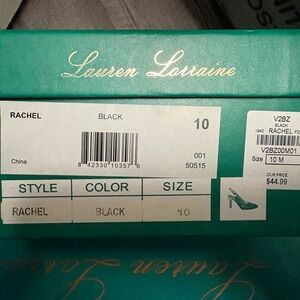 Lauren Lorraine
RACHEL
BLACK
10
8 42330 10357 6
001
China
50515
STYLE COLOR SIZE
RACHEL BLACK 10
V2BZ
BLACK
1940 RACHEL
V2BZ00M01
Size 10 M
OUR PRICE
$44.99
Lauren